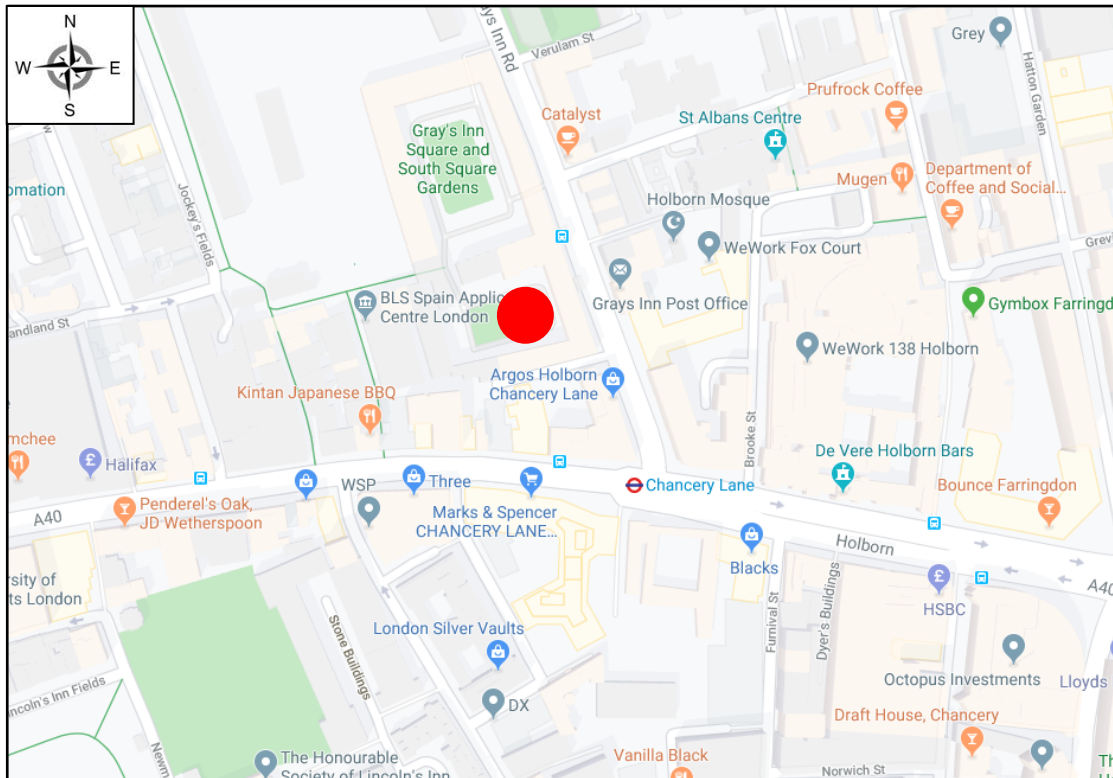 N
W
E
S
Verulam St
Grey
ys Inn Rd
Hatton Garden
Prufrock Coffee
Catalyst
St Albans Centre
Gray's Inn
Square and
South Square
Gardens
Department of
Coffee and Social...
Mugen
omation
Jockey's Fields
Holborn Mosque
WeWork Fox Court
Grevi
BLS Spain Applic
Centre London
Grays Inn Post Office
Gymbox Farringd
andland St
WeWork 138 Holborn
Argos Holborn
Chancery Lane
Kintan Japanese BBQ
Brooke St
mchee
Halifax
De Vere Holborn Bars
WSP
Three
Chancery Lane
Bounce Farringdon
Penderel's Oak,
JD Wetherspoon
A40
Marks & Spencer
CHANCERY LANE...
Holborn
Blacks
A40
rsity of
ts London
HSBC
Furnival St
Dyer's Buildings
London Silver Vaults
Stone Buildings
Octopus Investments
Lloyds
incoln's Inn Fields
DX
Draft House, Chancery
Newm
The Honourable
Society of Lincoln's Inn
Vanilla Black
Norwich St
Th